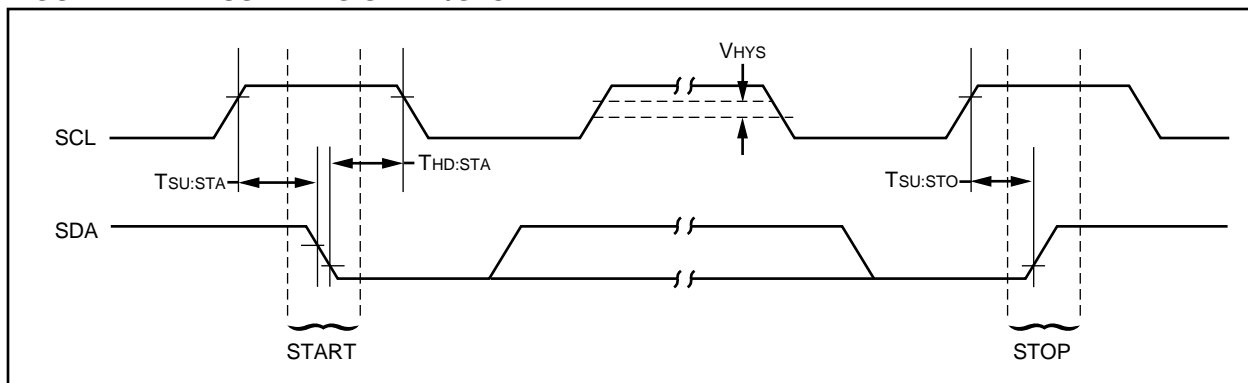 VHYS
SCL
THD:STA
TSU:STA
TSU:STO
SDA
START
STOP